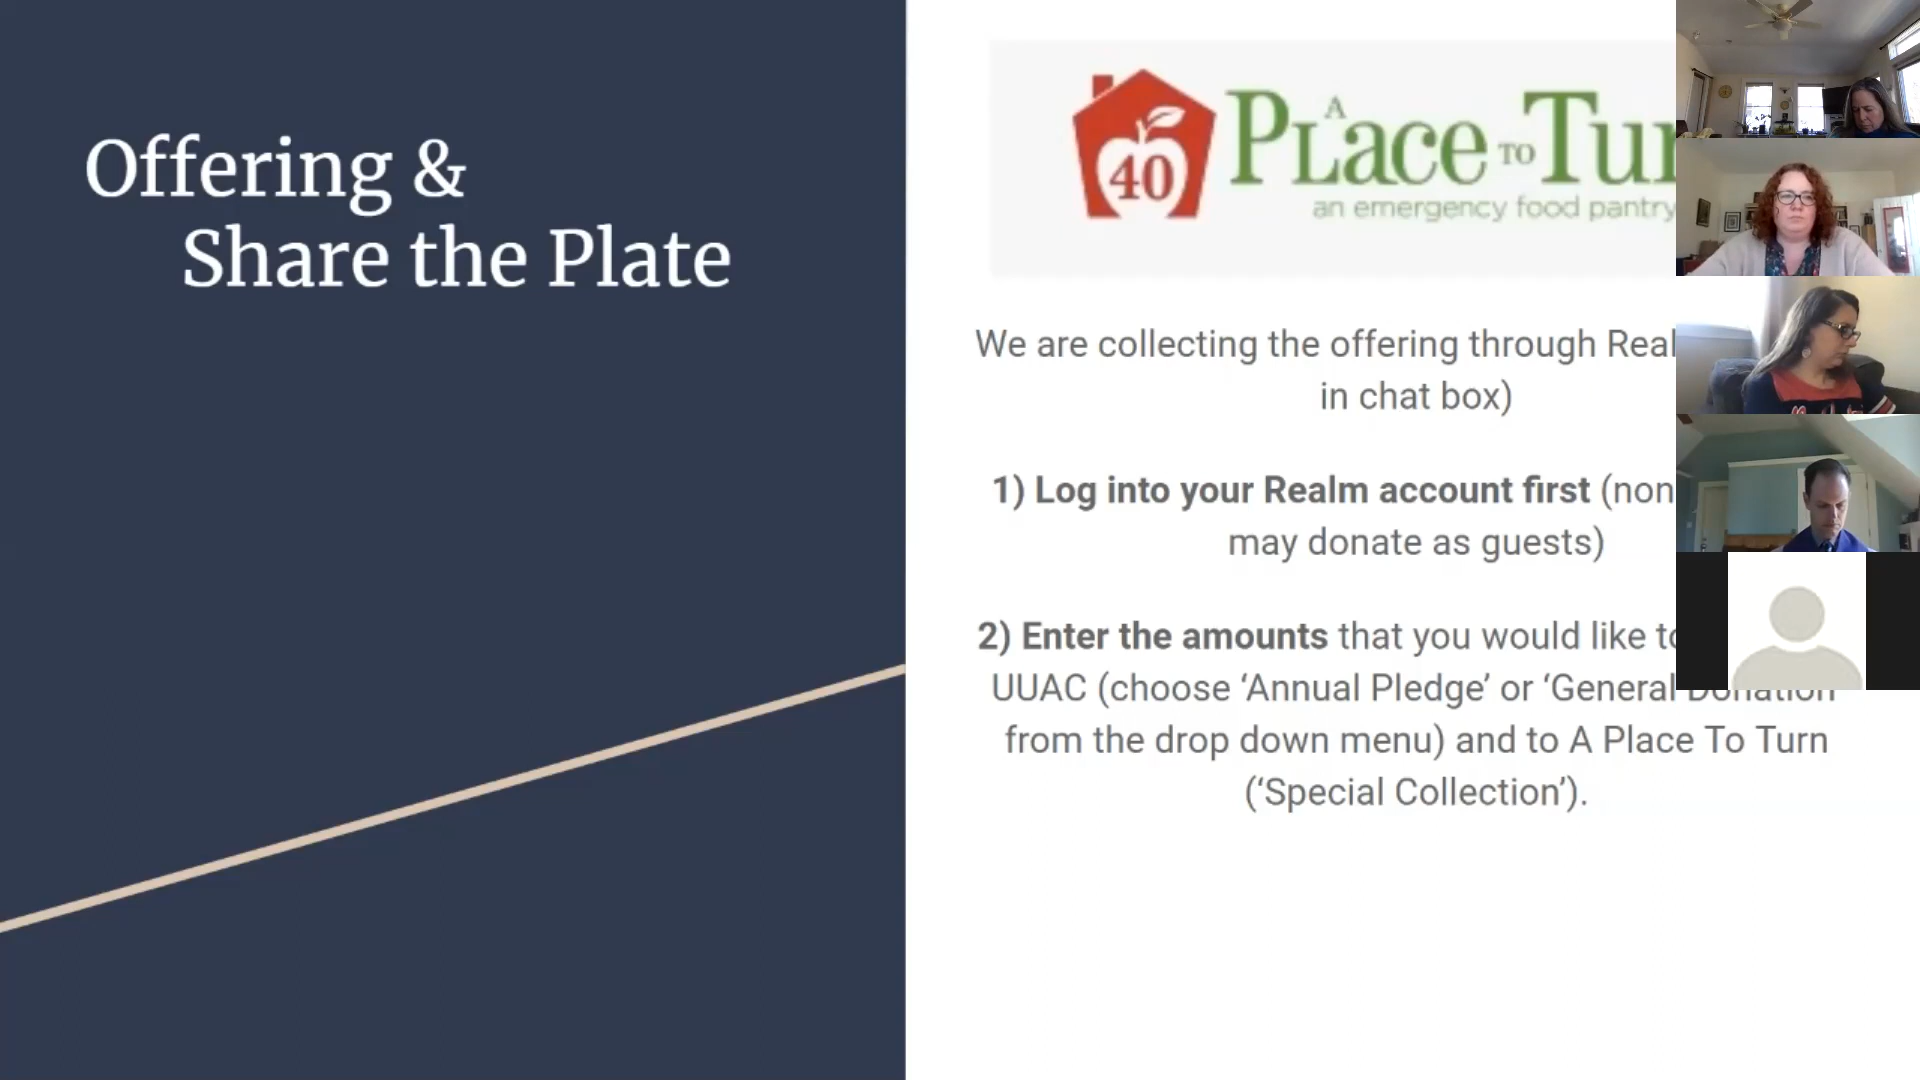 Offering &
Share the Plate
A PLace TO Tur
40
an emergency food pantry
We are collecting the offering through Real
in chat box)
1) Log into your Realm account first (non
may donate as guests)
2) Enter the amounts that you would like to
UUAC (choose ‘Annual Pledge’ or ‘General Donation
from the drop down menu) and to A Place To Turn
(‘Special Collection’).